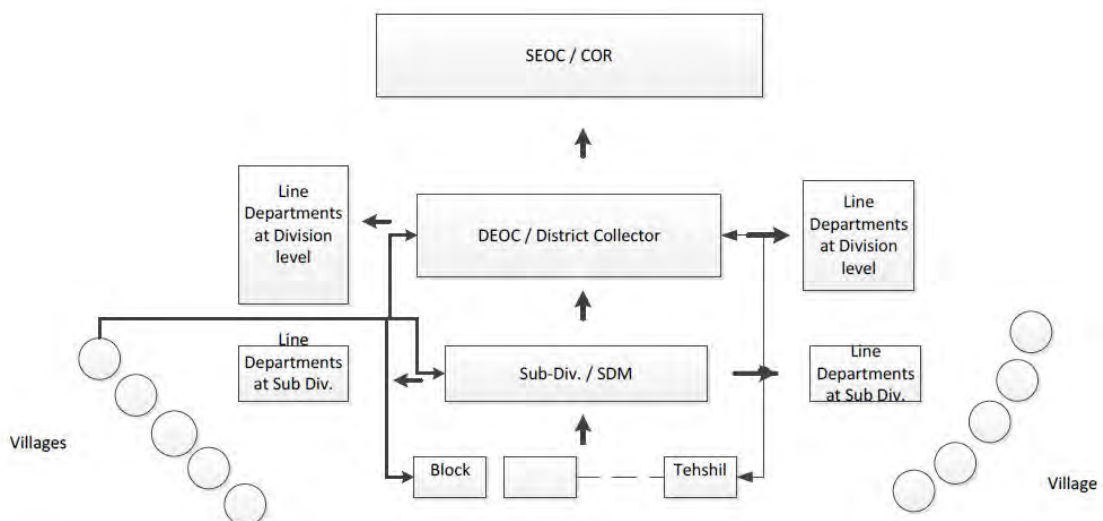 SEOC / COR
Line
Departments
at Division
level
DEOC / District Collector
Line
Departments
at Division
level
Line
Departments
at Sub Div.
Sub-Div. / SDM
Line
Departments
at Sub Div.
Villages
Block
Tehshil
Village